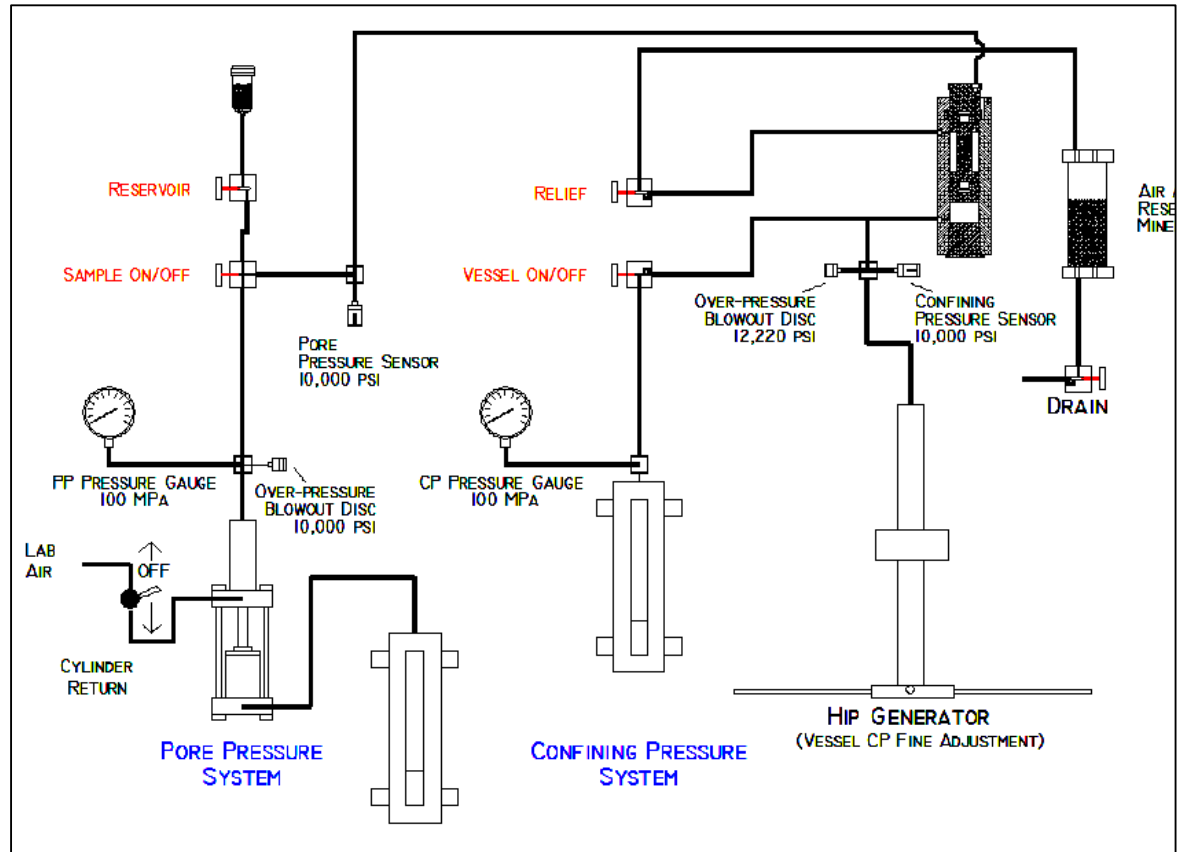 RESERVOIR
SAMPLE ON/OFF
PORE
PRESSURE SENSOR
10,000 PSI
PP PRESSURE GAUGE
100 MPA
OVER-PRESSURE
BLOWOUT DISC
10,000 PSI
LAB
AIR
OFF
CYLINDER
RETURN
PORE PRESSURE
SYSTEM
RELIEF
VESSEL ON/OFF
OVER-PRESSURE
BLOWOUT DISC
12,220 PSI
CONFINING
PRESSURE SENSOR
10,000 PSI
CP PRESSURE GAUGE
100 MPA
CONFINING PRESSURE
SYSTEM
AIR
RESE
MINE
DRAIN
HIP GENERATOR
(VESSEL CP FINE ADJUSTMENT)